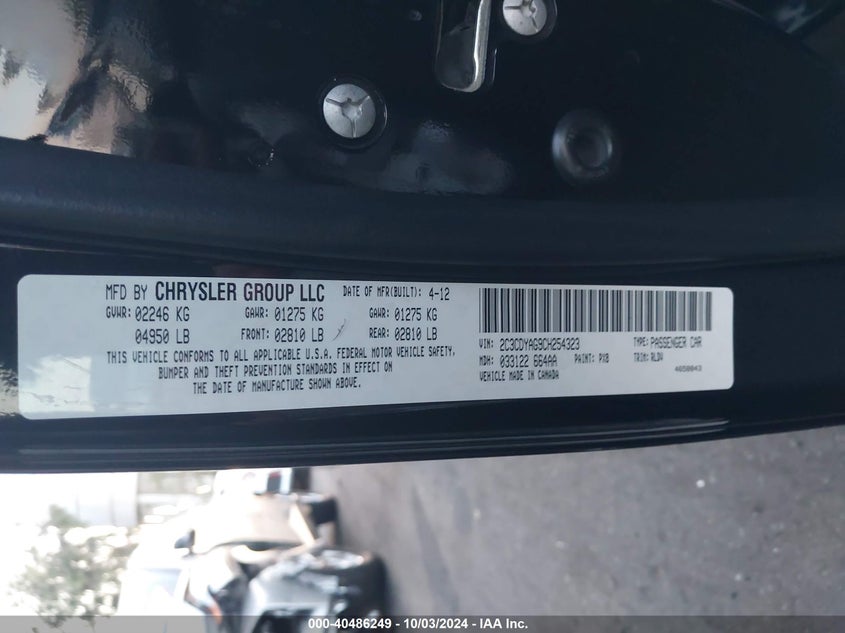 MFD BY CHRYSLER GROUP LLC DATE OF MFR(BUILT): 4-12
GVWR: 02246 KG GAWR: 01275 KG GAWR: 01275 KG
04950 LB FRONT: 02810 LB REAR: 02810 LB
THIS VEHICLE CONFORMS TO ALL APPLICABLE U.S.A. FEDERAL MOTOR VEHICLE SAFETY,
BUMPER AND THEFT PREVENTION STANDARDS IN EFFECT ON
THE DATE OF MANUFACTURE SHOWN ABOVE.
VIN: 2C3CDYAG9CH254323 TYPE: PASSENGER CAR
MDH: 033122 664AA PAINT: PX8 TRIM: RLDV
VEHICLE MADE IN CANADA 4650043
000-40486249 - 10/03/2024 - IAA Inc.